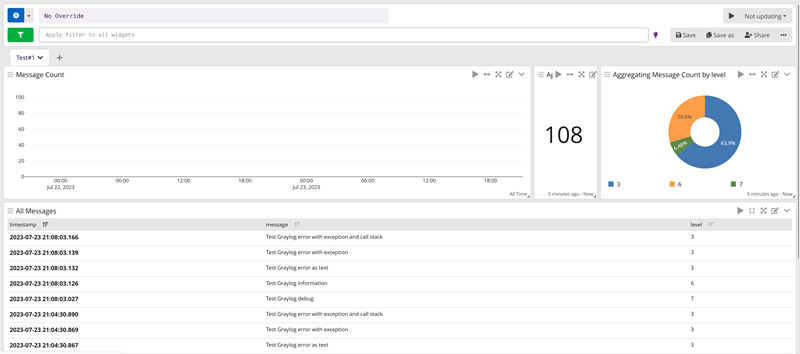 No Override
Not updating
Apply filter to all widgets
Save
Save as
Share
Test#1
Message Count
100
80
60
40
20
0
00:00
Jul 22, 2023
06:00
12:00
18:00
00:00
Jul 23, 2023
06:00
12:00
18:00
All Time
108
5 minutes ago - Now
Aggregating Message Count by level
29.6%
6.48%
63.9%
3
6
7
5 minutes ago - Now
All Messages
timestamp message level
2023-07-23 21:08:03.166 Test Graylog error with exception and call stack 3
2023-07-23 21:08:03.139 Test Graylog error with exception 3
2023-07-23 21:08:03.132 Test Graylog error as text 3
2023-07-23 21:08:03.126 Test Graylog information 6
2023-07-23 21:08:03.027 Test Graylog debug 7
2023-07-23 21:04:30.890 Test Graylog error with exception and call stack 3
2023-07-23 21:04:30.869 Test Graylog error with exception 3
2023-07-23 21:04:30.867 Test Graylog error as text 3